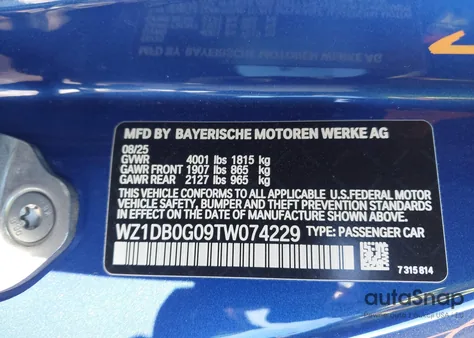 MFD BY BAYERISCHE MOTOREN WERKE AG
08/25
GVWR 4001 lbs 1815 kg
GAWR FRONT 1907 lbs 865 kg
GAWR REAR 2127 lbs 965 kg
THIS VEHICLE CONFORMS TO ALL APPLICABLE U.S.FEDERAL MOTOR
VEHICLE SAFETY, BUMPER AND THEFT PREVENTION STANDARDS
IN EFFECT ON THE DATE OF MANUFACTURE SHOWN ABOVE.
WZ1DB0G09TW074229 TYPE: PASSENGER CAR
7 315 814
autoSnap